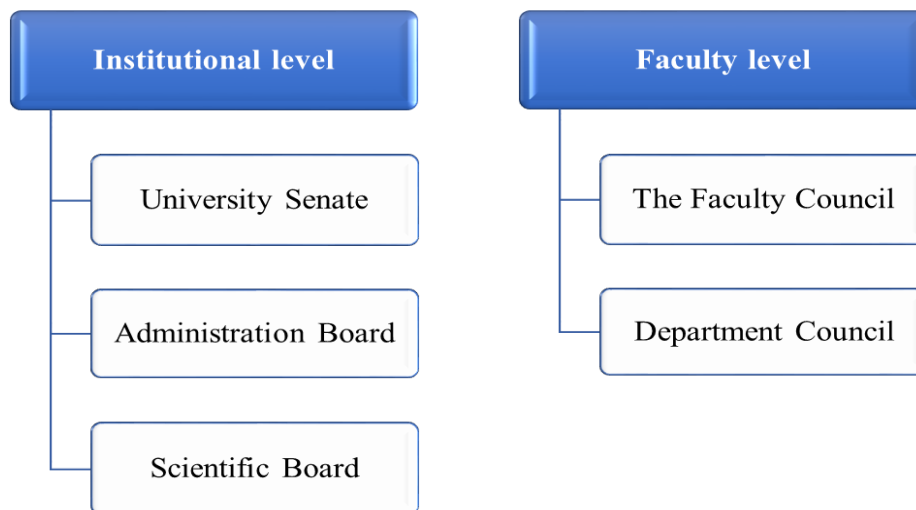 Institutional level
University Senate
Administration Board
Scientific Board
Faculty level
The Faculty Council
Department Council